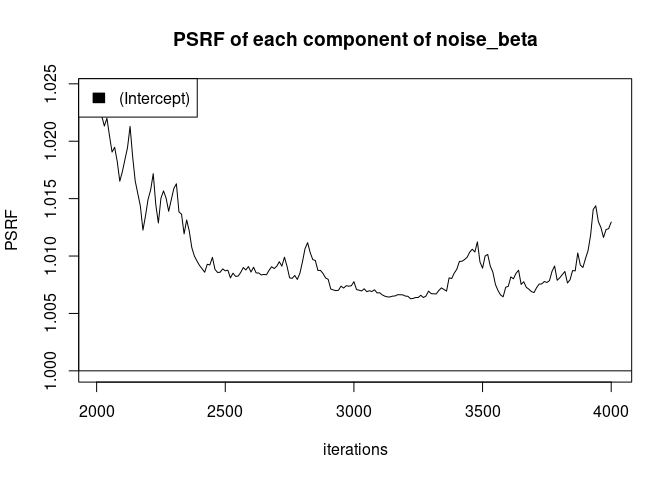 PSRF of each component of noise_beta
(Intercept)
PSRF
1.025
1.020
1.015
1.010
1.005
1.000
2000 2500 3000 3500 4000
iterations